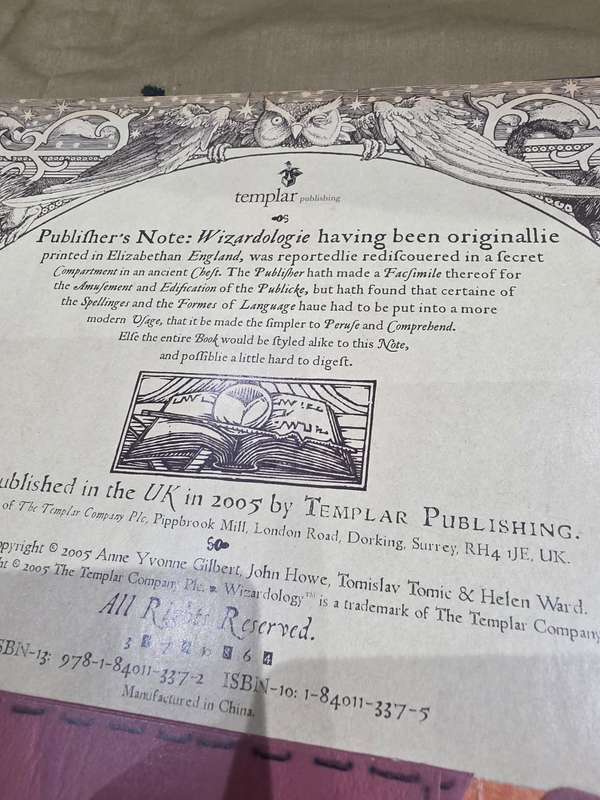 templar publishing
Publiſher's Note: Wizardologie having been originallie
printed in Elizabethan England, was reportedlie rediſcouered in a ſecret
Compartment in an ancient Cheſt. The Publiſher hath made a Facſimile thereof for
the Amuſement and Edification of the Publicke, but hath found that certaine of
the Spellinges and the Formes of Language haue had to be put into a more
modern Uſage, that it be made the ſimpler to Peruſe and Comprehend.
Elſe the entire Book would be ſtyled alike to this Note,
and poſſiblie a little hard to digeſt.
ublished in the UK in 2005 by TEMPLAR PUBLISHING.
of The Templar Company Plc, Pippbrook Mill, London Road, Dorking, Surrey, RH4 1JE, UK.
opyright © 2005 Anne Yvonne Gilbert, John Howe, Tomislav Tomic & Helen Ward.
ht © 2005 The Templar Company Plc. Wizardology™ is a trademark of The Templar Company
All Rights Reserved.
3 7 10 6 4
SBN-13: 978-1-84011-337-2 ISBN-10: 1-84011-337-5
Manufactured in China.